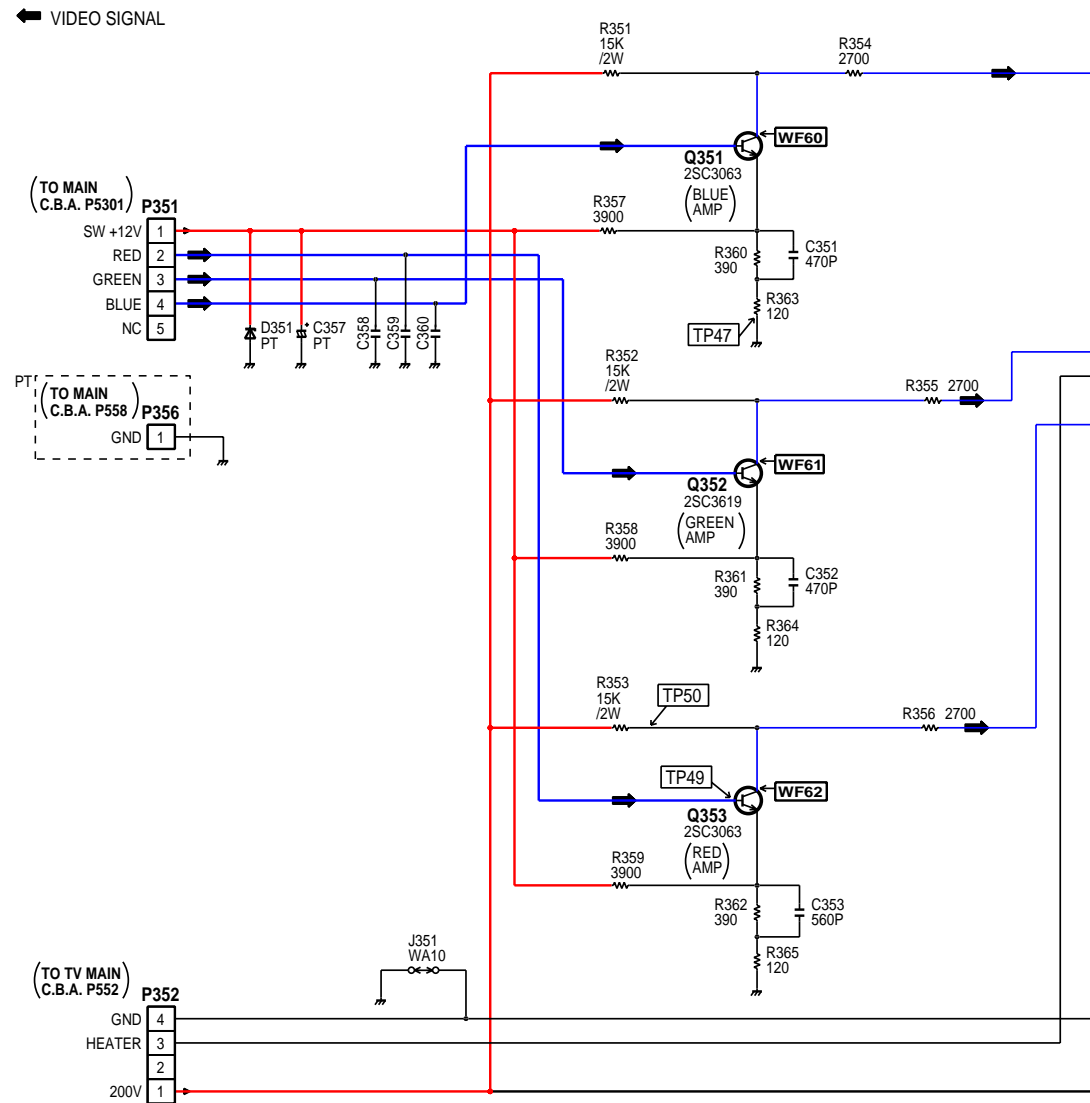 VIDEO SIGNAL
R351
15K
/2W
R354
2700
WF60
Q351
2SC3063
(BLUE
AMP)
(TO MAIN
C.B.A. P5301)
P351
SW +12V 1
RED 2
GREEN 3
BLUE 4
NC 5
R357
3900
R360
390
C351
470P
R363
120
TP47
D351
PT
C357
PT
C358
C359
C360
PT
(TO MAIN
C.B.A. P558)
P356
GND 1
R352
15K
/2W
R355 2700
WF61
Q352
2SC3619
(GREEN
AMP)
R358
3900
R361
390
C352
470P
R364
120
R353
15K
/2W
TP50
R356 2700
TP49
WF62
Q353
2SC3063
(RED
AMP)
R359
3900
R362
390
C353
560P
R365
120
J351
WA10
(TO TV MAIN
C.B.A. P552)
P352
GND 4
HEATER 3
2
200V 1